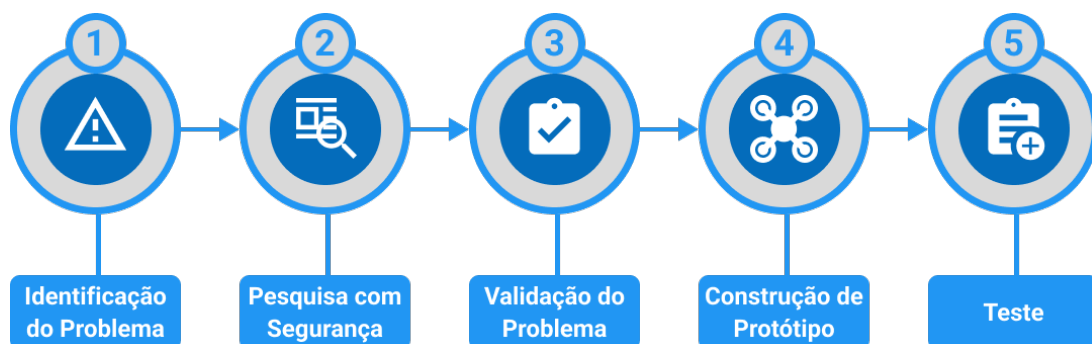 1
2
3
4
5
Identificação
do Problema
Pesquisa com
Segurança
Validação do
Problema
Construção de
Protótipo
Teste